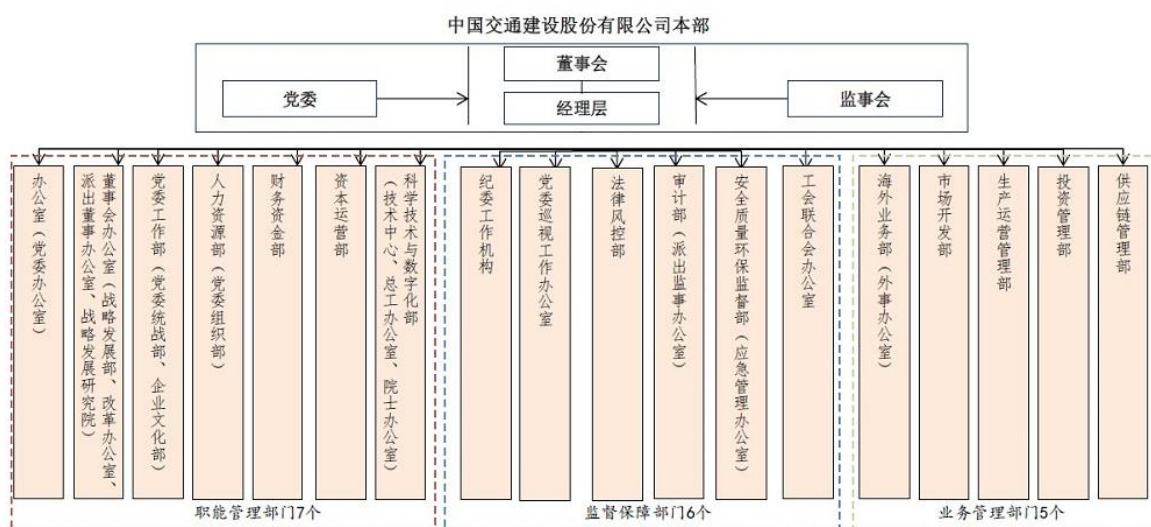 中国交通建设股份有限公司本部
董事会
党委
监事会
经理层
办公室（党委办公室）
董事会办公室（战略发展部、改革办公室、
派出董事办公室、战略发展研究院）
党委工作部（党委统战部、企业文化部）
人力资源部（党委组织部）
财务资金部
资本运营部
科学技术与数字化部
（技术中心、总工办公室、院士办公室）
纪委工作机构
党委巡视工作办公室
法律风控部
审计部（派出监事办公室）
安全质量环保监督部（应急管理办公室）
工会联合会办公室
海外业务部（外事办公室）
市场开发部
生产运营管理部
投资管理部
供应链管理部
职能管理部门7个
监督保障部门6个
业务管理部门5个